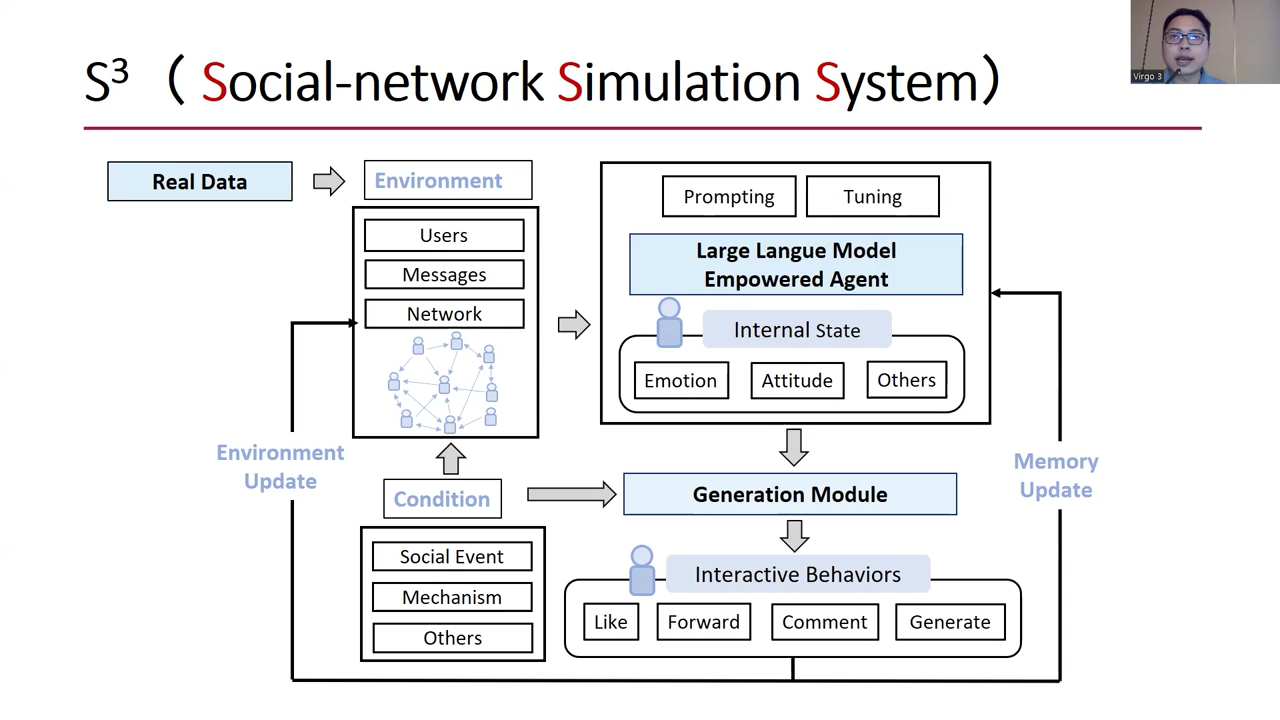 S³（Social-network Simulation System）
Virgo 3
Real Data
Environment
Users
Messages
Network
Prompting
Tuning
Large Langue Model
Empowered Agent
Internal State
Emotion
Attitude
Others
Environment
Update
Condition
Social Event
Mechanism
Others
Generation Module
Interactive Behaviors
Like
Forward
Comment
Generate
Memory
Update